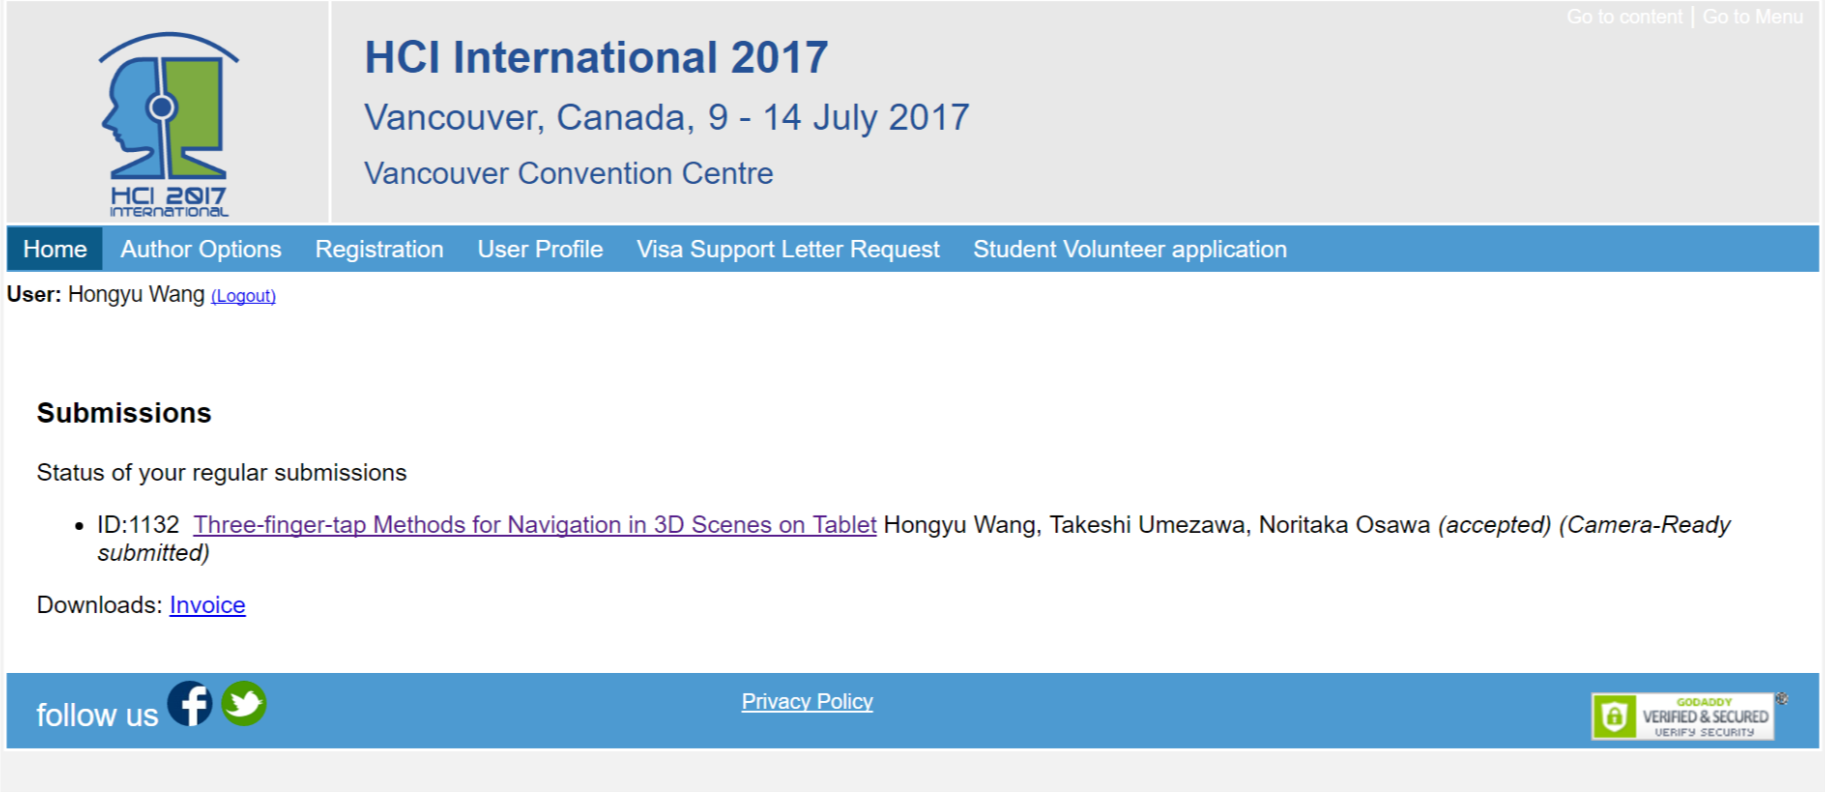 Go to content | Go to Menu
HCI International 2017
Vancouver, Canada, 9 - 14 July 2017
Vancouver Convention Centre
HCI 2017
INTERNATIONAL
Home Author Options Registration User Profile Visa Support Letter Request Student Volunteer application
User: Hongyu Wang (Logout)
Submissions
Status of your regular submissions
• ID:1132 Three-finger-tap Methods for Navigation in 3D Scenes on Tablet Hongyu Wang, Takeshi Umezawa, Noritaka Osawa (accepted) (Camera-Ready
submitted)
Downloads: Invoice
follow us
Privacy Policy
GODADDY
VERIFIED & SECURED
VERIFY SECURITY